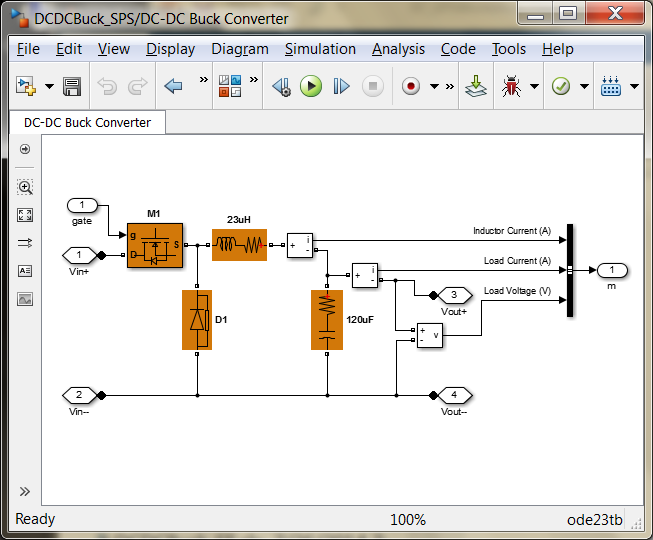 DCDCBuck_SPS/DC-DC Buck Converter
File Edit View Display Diagram Simulation Analysis Code Tools Help
» » »
DC-DC Buck Converter
1
gate
M1
g
S
D
1
Vin+
23uH
+ i -
Inductor Current (A)
+ i -
Load Current (A)
Load Voltage (V)
1
m
3
Vout+
D1
120uF
+ v -
2
Vin--
4
Vout--
A≡
»
Ready 100% ode23tb